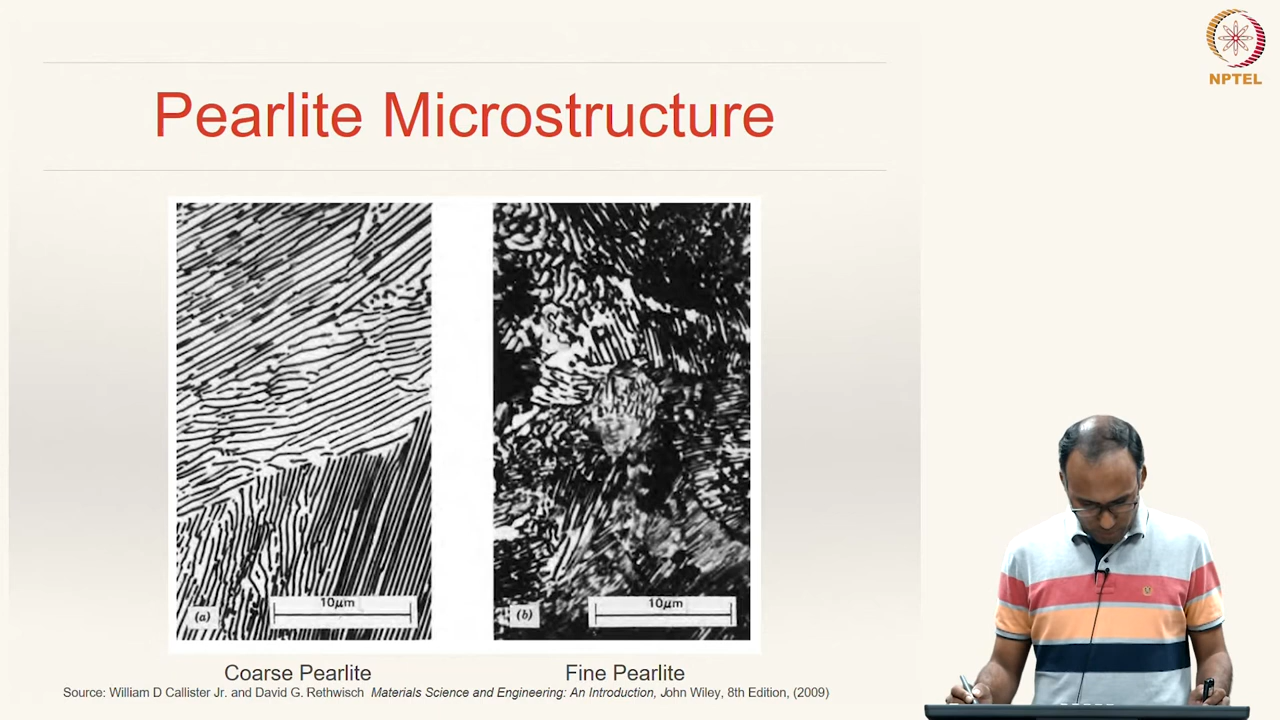 NPTEL
Pearlite Microstructure
(a)
10μm
(b)
10μm
Coarse Pearlite
Fine Pearlite
Source: William D Callister Jr. and David G. Rethwisch Materials Science and Engineering: An Introduction, John Wiley, 8th Edition, (2009)